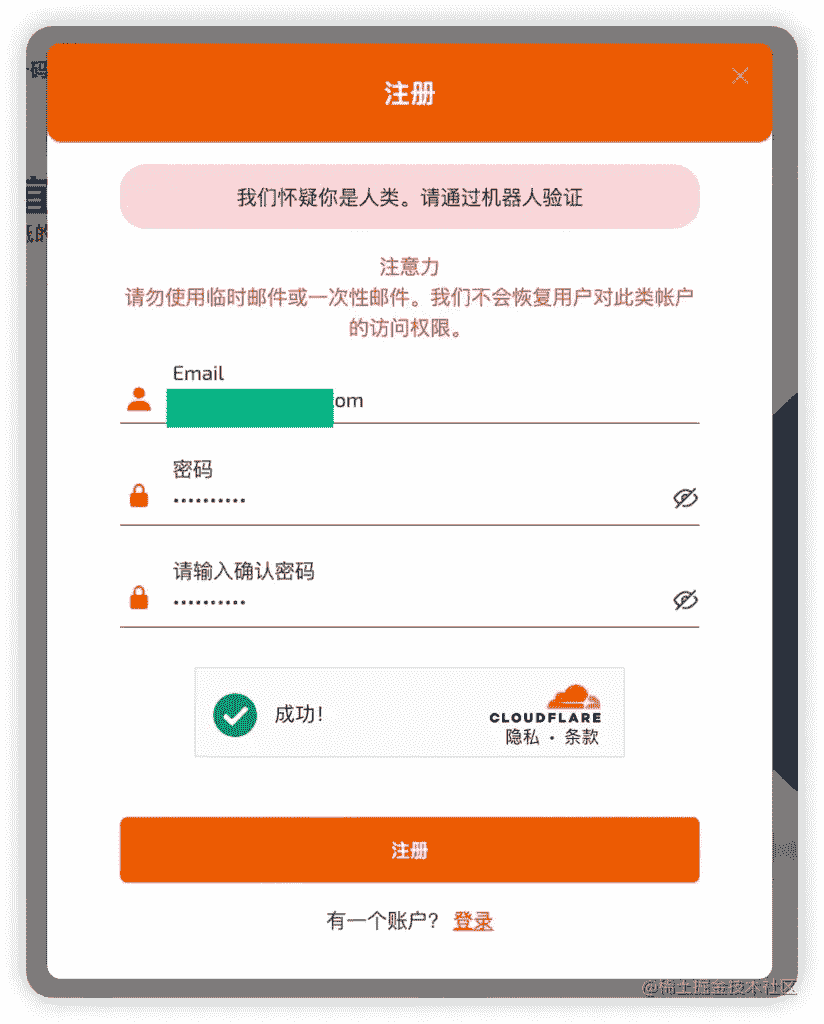 码
注册
我们怀疑你是人类。请通过机器人验证
注意力
请勿使用临时邮件或一次性邮件。我们不会恢复用户对此类帐户
的访问权限。
Email
om
密码
请输入确认密码
成功!
CLOUDFLARE
隐私 · 条款
注册
有一个账户? 登录
@稀土掘金技术社区